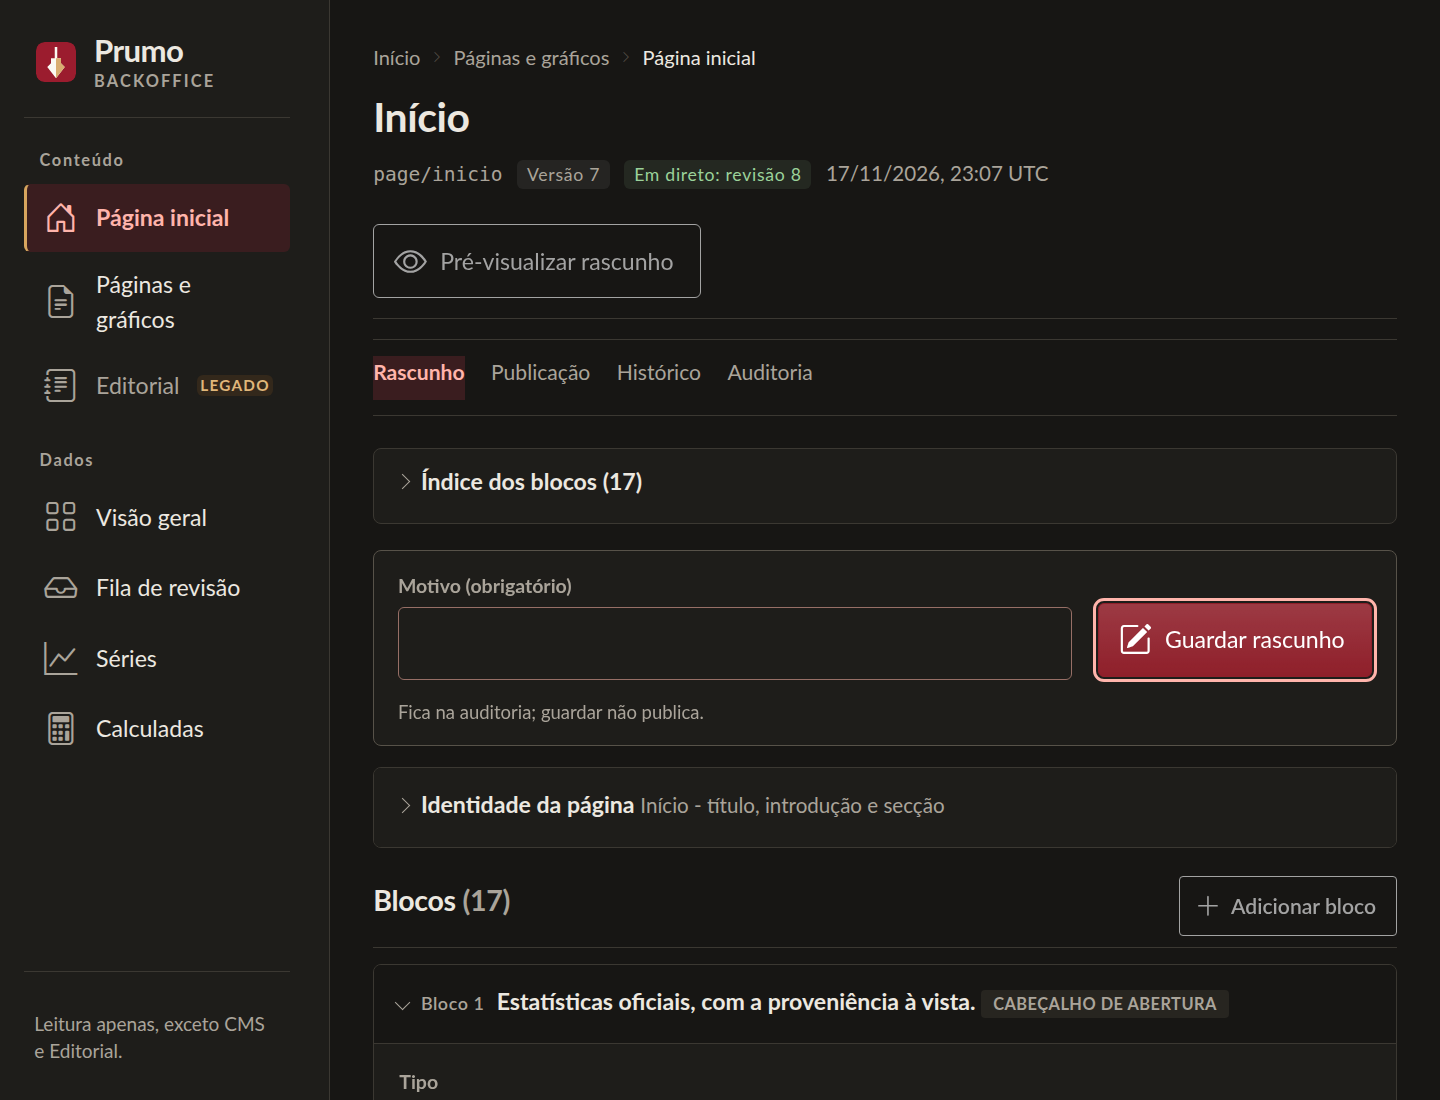 Prumo
BACKOFFICE
Conteúdo
Página inicial
Páginas e
gráficos
Editorial LEGADO
Dados
Visão geral
Fila de revisão
Séries
Calculadas
Leitura apenas, exceto CMS
e Editorial.
Início > Páginas e gráficos > Página inicial
Início
page/inicio Versão 7 Em direto: revisão 8 17/11/2026, 23:07 UTC
Pré-visualizar rascunho
Rascunho Publicação Histórico Auditoria
Índice dos blocos (17)
Motivo (obrigatório)
Guardar rascunho
Fica na auditoria; guardar não publica.
Identidade da página Início - título, introdução e secção
Blocos (17)
Adicionar bloco
Bloco 1 Estatísticas oficiais, com a proveniência à vista. CABEÇALHO DE ABERTURA
Tipo